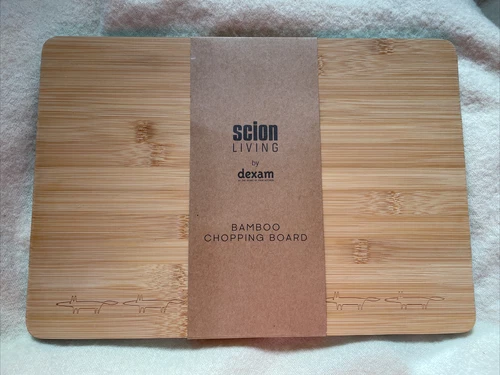 scion
LIVING
by
dexam
BAMBOO
CHOPPING BOARD